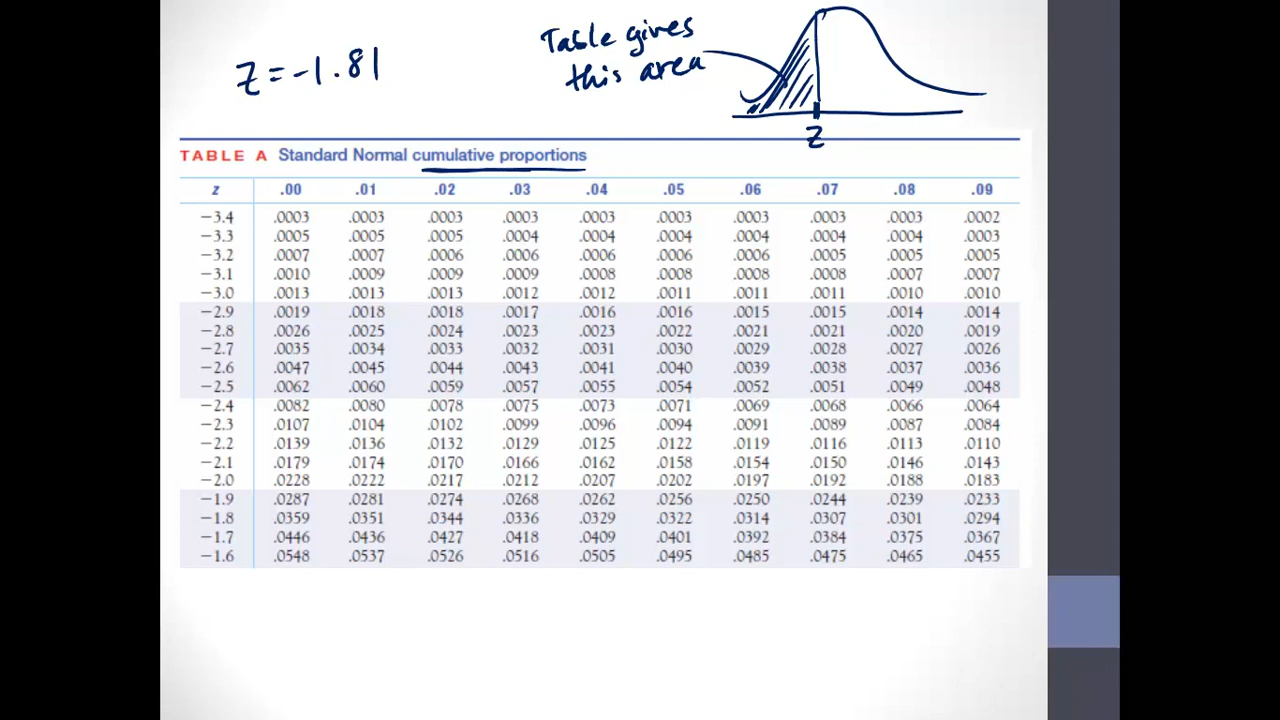 z = -1.81
Table gives
this area
z
TABLE A Standard Normal cumulative proportions
z .00 .01 .02 .03 .04 .05 .06 .07 .08 .09
−3.4 .0003 .0003 .0003 .0003 .0003 .0003 .0003 .0003 .0003 .0002
−3.3 .0005 .0005 .0005 .0004 .0004 .0004 .0004 .0004 .0004 .0003
−3.2 .0007 .0007 .0006 .0006 .0006 .0006 .0006 .0005 .0005 .0005
−3.1 .0010 .0009 .0009 .0009 .0008 .0008 .0008 .0008 .0007 .0007
−3.0 .0013 .0013 .0013 .0012 .0012 .0011 .0011 .0011 .0010 .0010
−2.9 .0019 .0018 .0018 .0017 .0016 .0016 .0015 .0015 .0014 .0014
−2.8 .0026 .0025 .0024 .0023 .0023 .0022 .0021 .0021 .0020 .0019
−2.7 .0035 .0034 .0033 .0032 .0031 .0030 .0029 .0028 .0027 .0026
−2.6 .0047 .0045 .0044 .0043 .0041 .0040 .0039 .0038 .0037 .0036
−2.5 .0062 .0060 .0059 .0057 .0055 .0054 .0052 .0051 .0049 .0048
−2.4 .0082 .0080 .0078 .0075 .0073 .0071 .0069 .0068 .0066 .0064
−2.3 .0107 .0104 .0102 .0099 .0096 .0094 .0091 .0089 .0087 .0084
−2.2 .0139 .0136 .0132 .0129 .0125 .0122 .0119 .0116 .0113 .0110
−2.1 .0179 .0174 .0170 .0166 .0162 .0158 .0154 .0150 .0146 .0143
−2.0 .0228 .0222 .0217 .0212 .0207 .0202 .0197 .0192 .0188 .0183
−1.9 .0287 .0281 .0274 .0268 .0262 .0256 .0250 .0244 .0239 .0233
−1.8 .0359 .0351 .0344 .0336 .0329 .0322 .0314 .0307 .0301 .0294
−1.7 .0446 .0436 .0427 .0418 .0409 .0401 .0392 .0384 .0375 .0367
−1.6 .0548 .0537 .0526 .0516 .0505 .0495 .0485 .0475 .0465 .0455